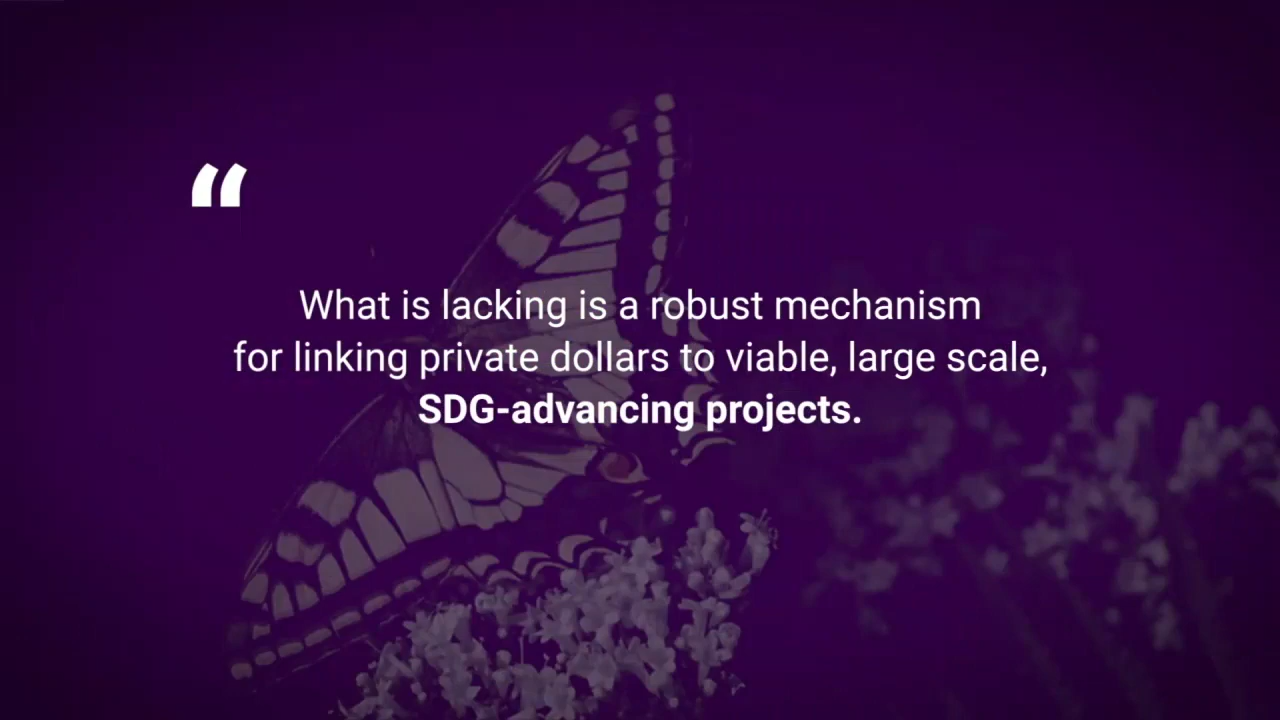 “
What is lacking is a robust mechanism
for linking private dollars to viable, large scale,
SDG-advancing projects.